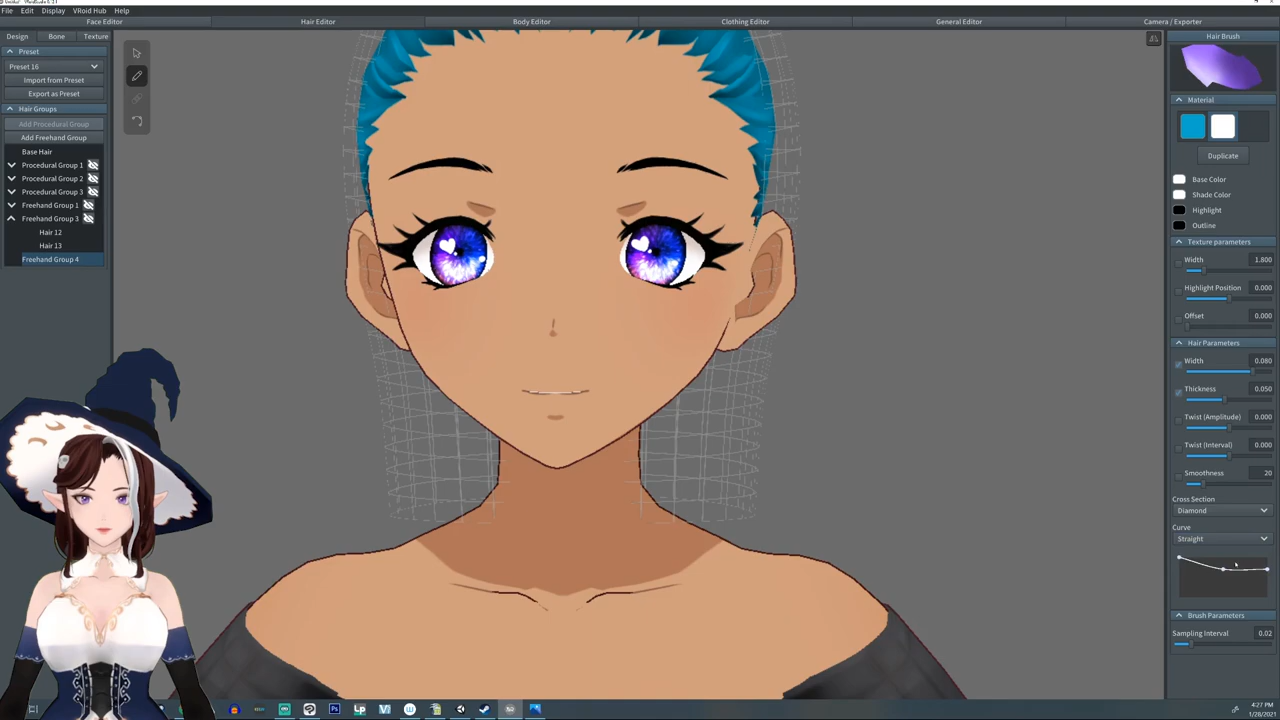 File Edit Display VRoid Hub
Face Editor Hair Editor Body Editor Clothing Editor General Editor Camera / Exporter
Design Bone Texture
Preset
Preset 16
Import from Preset
Export as Preset
Hair Groups
Add Procedural Group
Add Freehand Group
Base Hair
Procedural Group 1
Procedural Group 2
Procedural Group 3
Freehand Group 1
Freehand Group 3
Hair 12
Hair 13
Freehand Group 4
Hair Brush
Material
Duplicate
Base Color
Shade Color
Highlight
Outline
Texture parameters
Width 1.800
Highlight Position 0.000
Offset 0.000
Hair Parameters
Width 0.080
Thickness 0.050
Twist (Amplitude) 0.000
Twist (Interval) 0.000
Smoothness 20
Cross Section
Diamond
Curve
Straight
Brush Parameters
Sampling Interval 0.02
Ps
4:27 PM
1/28/2021